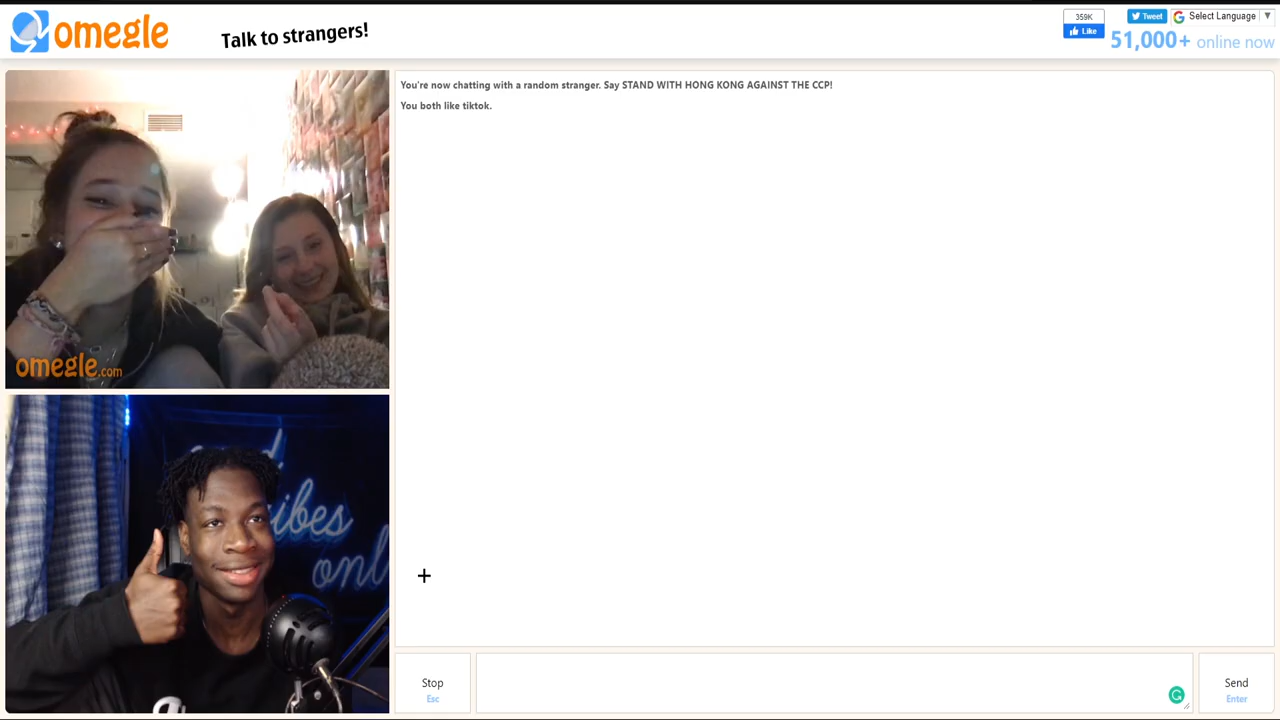 omegle
Talk to strangers!
359K
Like
Tweet
G Select Language ▼
51,000+ online now
You're now chatting with a random stranger. Say STAND WITH HONG KONG AGAINST THE CCP!
You both like tiktok.
omegle.com
vibes
only
Stop
Esc
Send
Enter